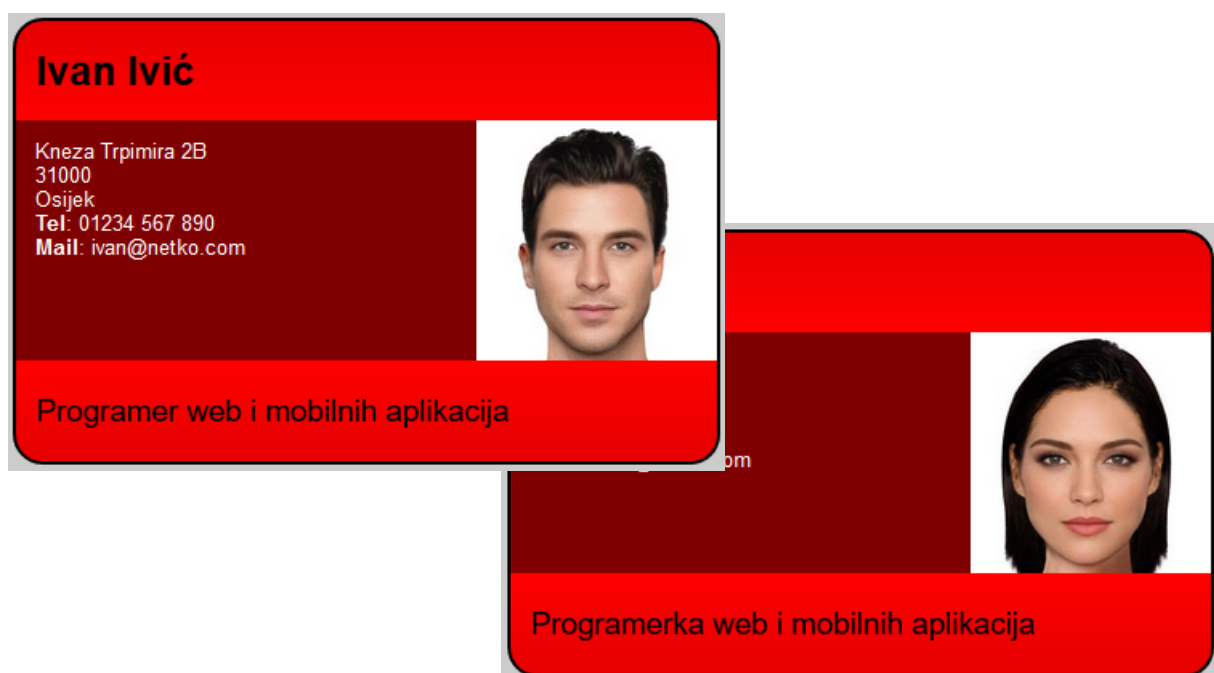 Ivan Ivić
Kneza Trpimira 2B
31000
Osijek
Tel: 01234 567 890
Mail: ivan@netko.com
Programer web i mobilnih aplikacija
Programerka web i mobilnih aplikacija